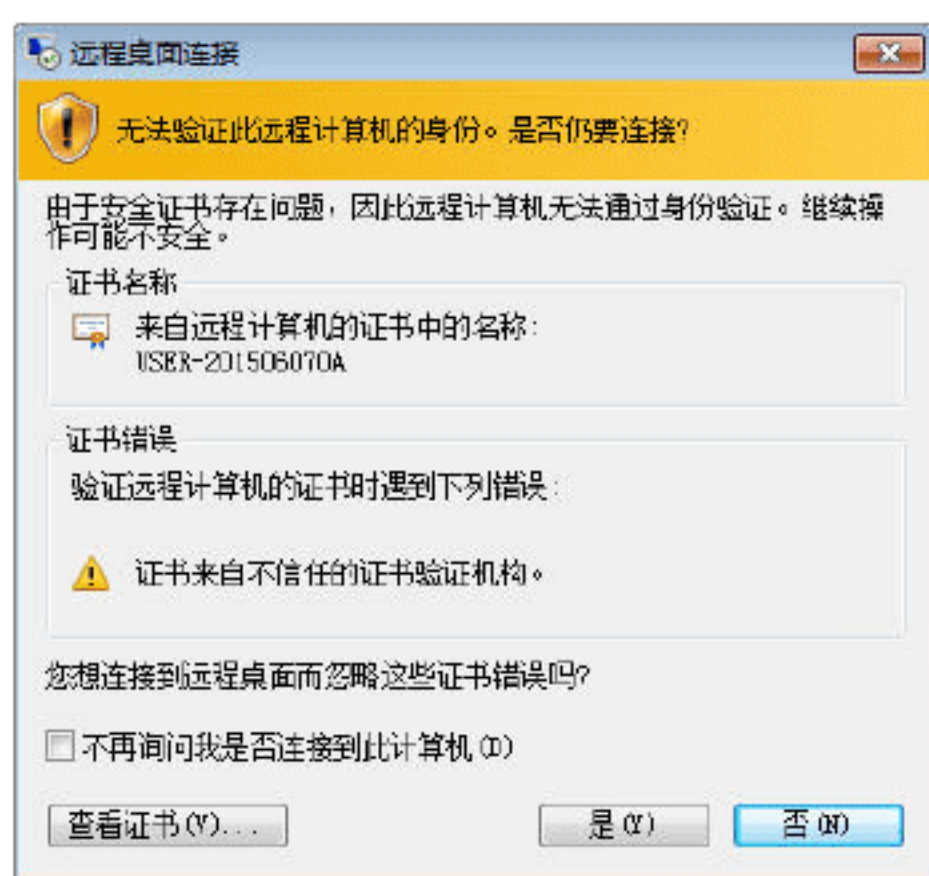 远程桌面连接
无法验证此远程计算机的身份。是否仍要连接?
由于安全证书存在问题，因此远程计算机无法通过身份验证。继续操
作可能不安全。
证书名称
来自远程计算机的证书中的名称:
USER-201506070A
证书错误
验证远程计算机的证书时遇到下列错误:
证书来自不信任的证书验证机构。
您想连接到远程桌面而忽略这些证书错误吗?
不再询问我是否连接到此计算机(D)
查看证书(V)...
是(Y)
否(N)